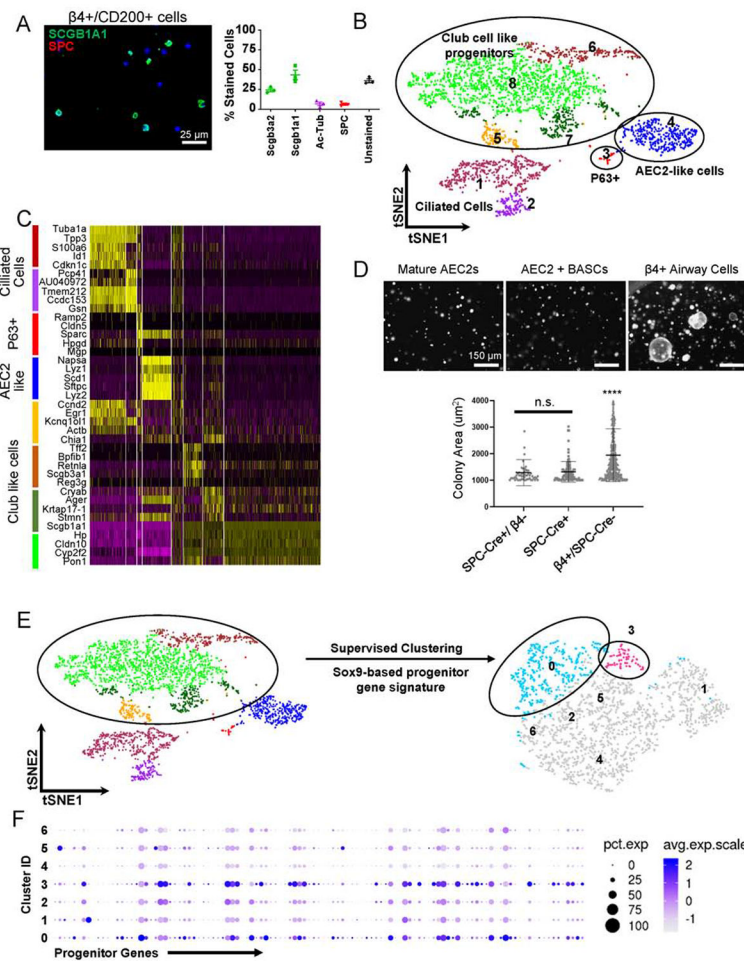 A
β4+/CD200+ cells
SCGB1A1
SPC
25 µm
% Stained Cells
100
75
50
25
0
Scgb3a2
Scgb1a1
Ac-Tub
SPC
Unstained
B
Club cell like
progenitors
6
8
4
5
7
3
P63+
AEC2-like cells
1
Ciliated Cells
2
tSNE2
tSNE1
C
Cilliated
Cells
P63+
AEC2
like
Club like cells
Tuba1a
Tpp3
S100a6
Id1
Cdkn1c
Pcp41
AU040972
Tmem212
Ccdc153
Gsn
Ramp2
Cldn5
Sparc
Hpgd
Mgp
Napsa
Lyz1
Scd1
Sftpc
Lyz2
Ccnd2
Egr1
Kcnq1ol1
Actb
Chia1
Tff2
Bpfib1
Retnla
Scgb3a1
Reg3g
Cryab
Ager
Krtap17-1
Stmn1
Scgb1a1
Hp
Cldn10
Cyp2f2
Pon1
D
Mature AEC2s
AEC2 + BASCs
β4+ Airway Cells
150 µm
n.s.
****
Colony Area (um2)
4000
3000
2000
1000
0
SPC-Cre+/ β4-
SPC-Cre+
β4+/SPC-Cre-
E
tSNE2
tSNE1
Supervised Clustering
Sox9-based progenitor
gene signature
3
0
5
1
2
6
4
F
Cluster ID
6
5
4
3
2
1
0
Progenitor Genes
pct.exp
0
25
50
75
100
avg.exp.scale
2
1
0
-1